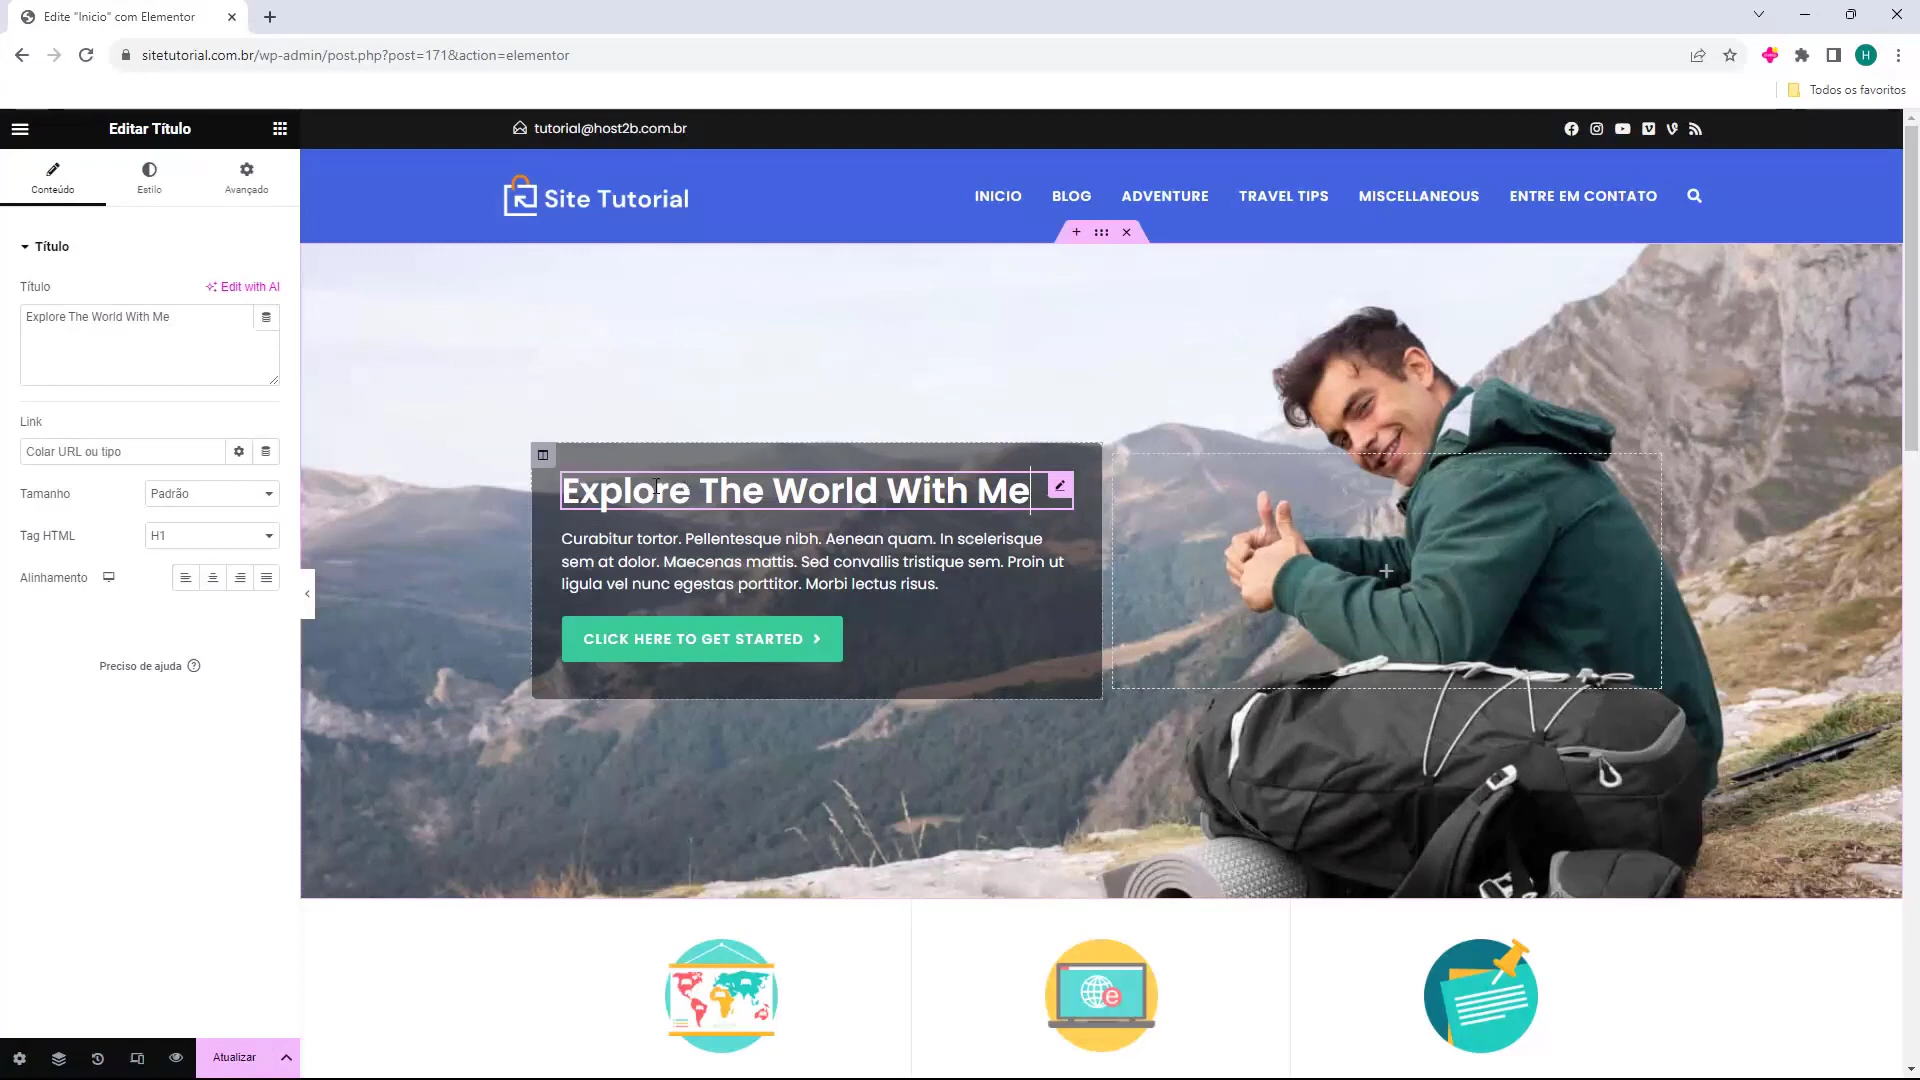 Edite "Inicio" com Elementor
sitetutorial.com.br/wp-admin/post.php?post=171&action=elementor
H
Todos os favoritos
Editar Título
tutorial@host2b.com.br
Conteúdo
Estilo
Avançado
Site Tutorial
INICIO
BLOG
ADVENTURE
TRAVEL TIPS
MISCELLANEOUS
ENTRE EM CONTATO
Título
Título
Edit with AI
Explore The World With Me
Link
Colar URL ou tipo
Tamanho
Padrão
Tag HTML
H1
Alinhamento
Preciso de ajuda
Explore The World With Me
Curabitur tortor. Pellentesque nibh. Aenean quam. In scelerisque
sem at dolor. Maecenas mattis. Sed convallis tristique sem. Proin ut
ligula vel nunc egestas porttitor. Morbi lectus risus.
CLICK HERE TO GET STARTED
e
Atualizar